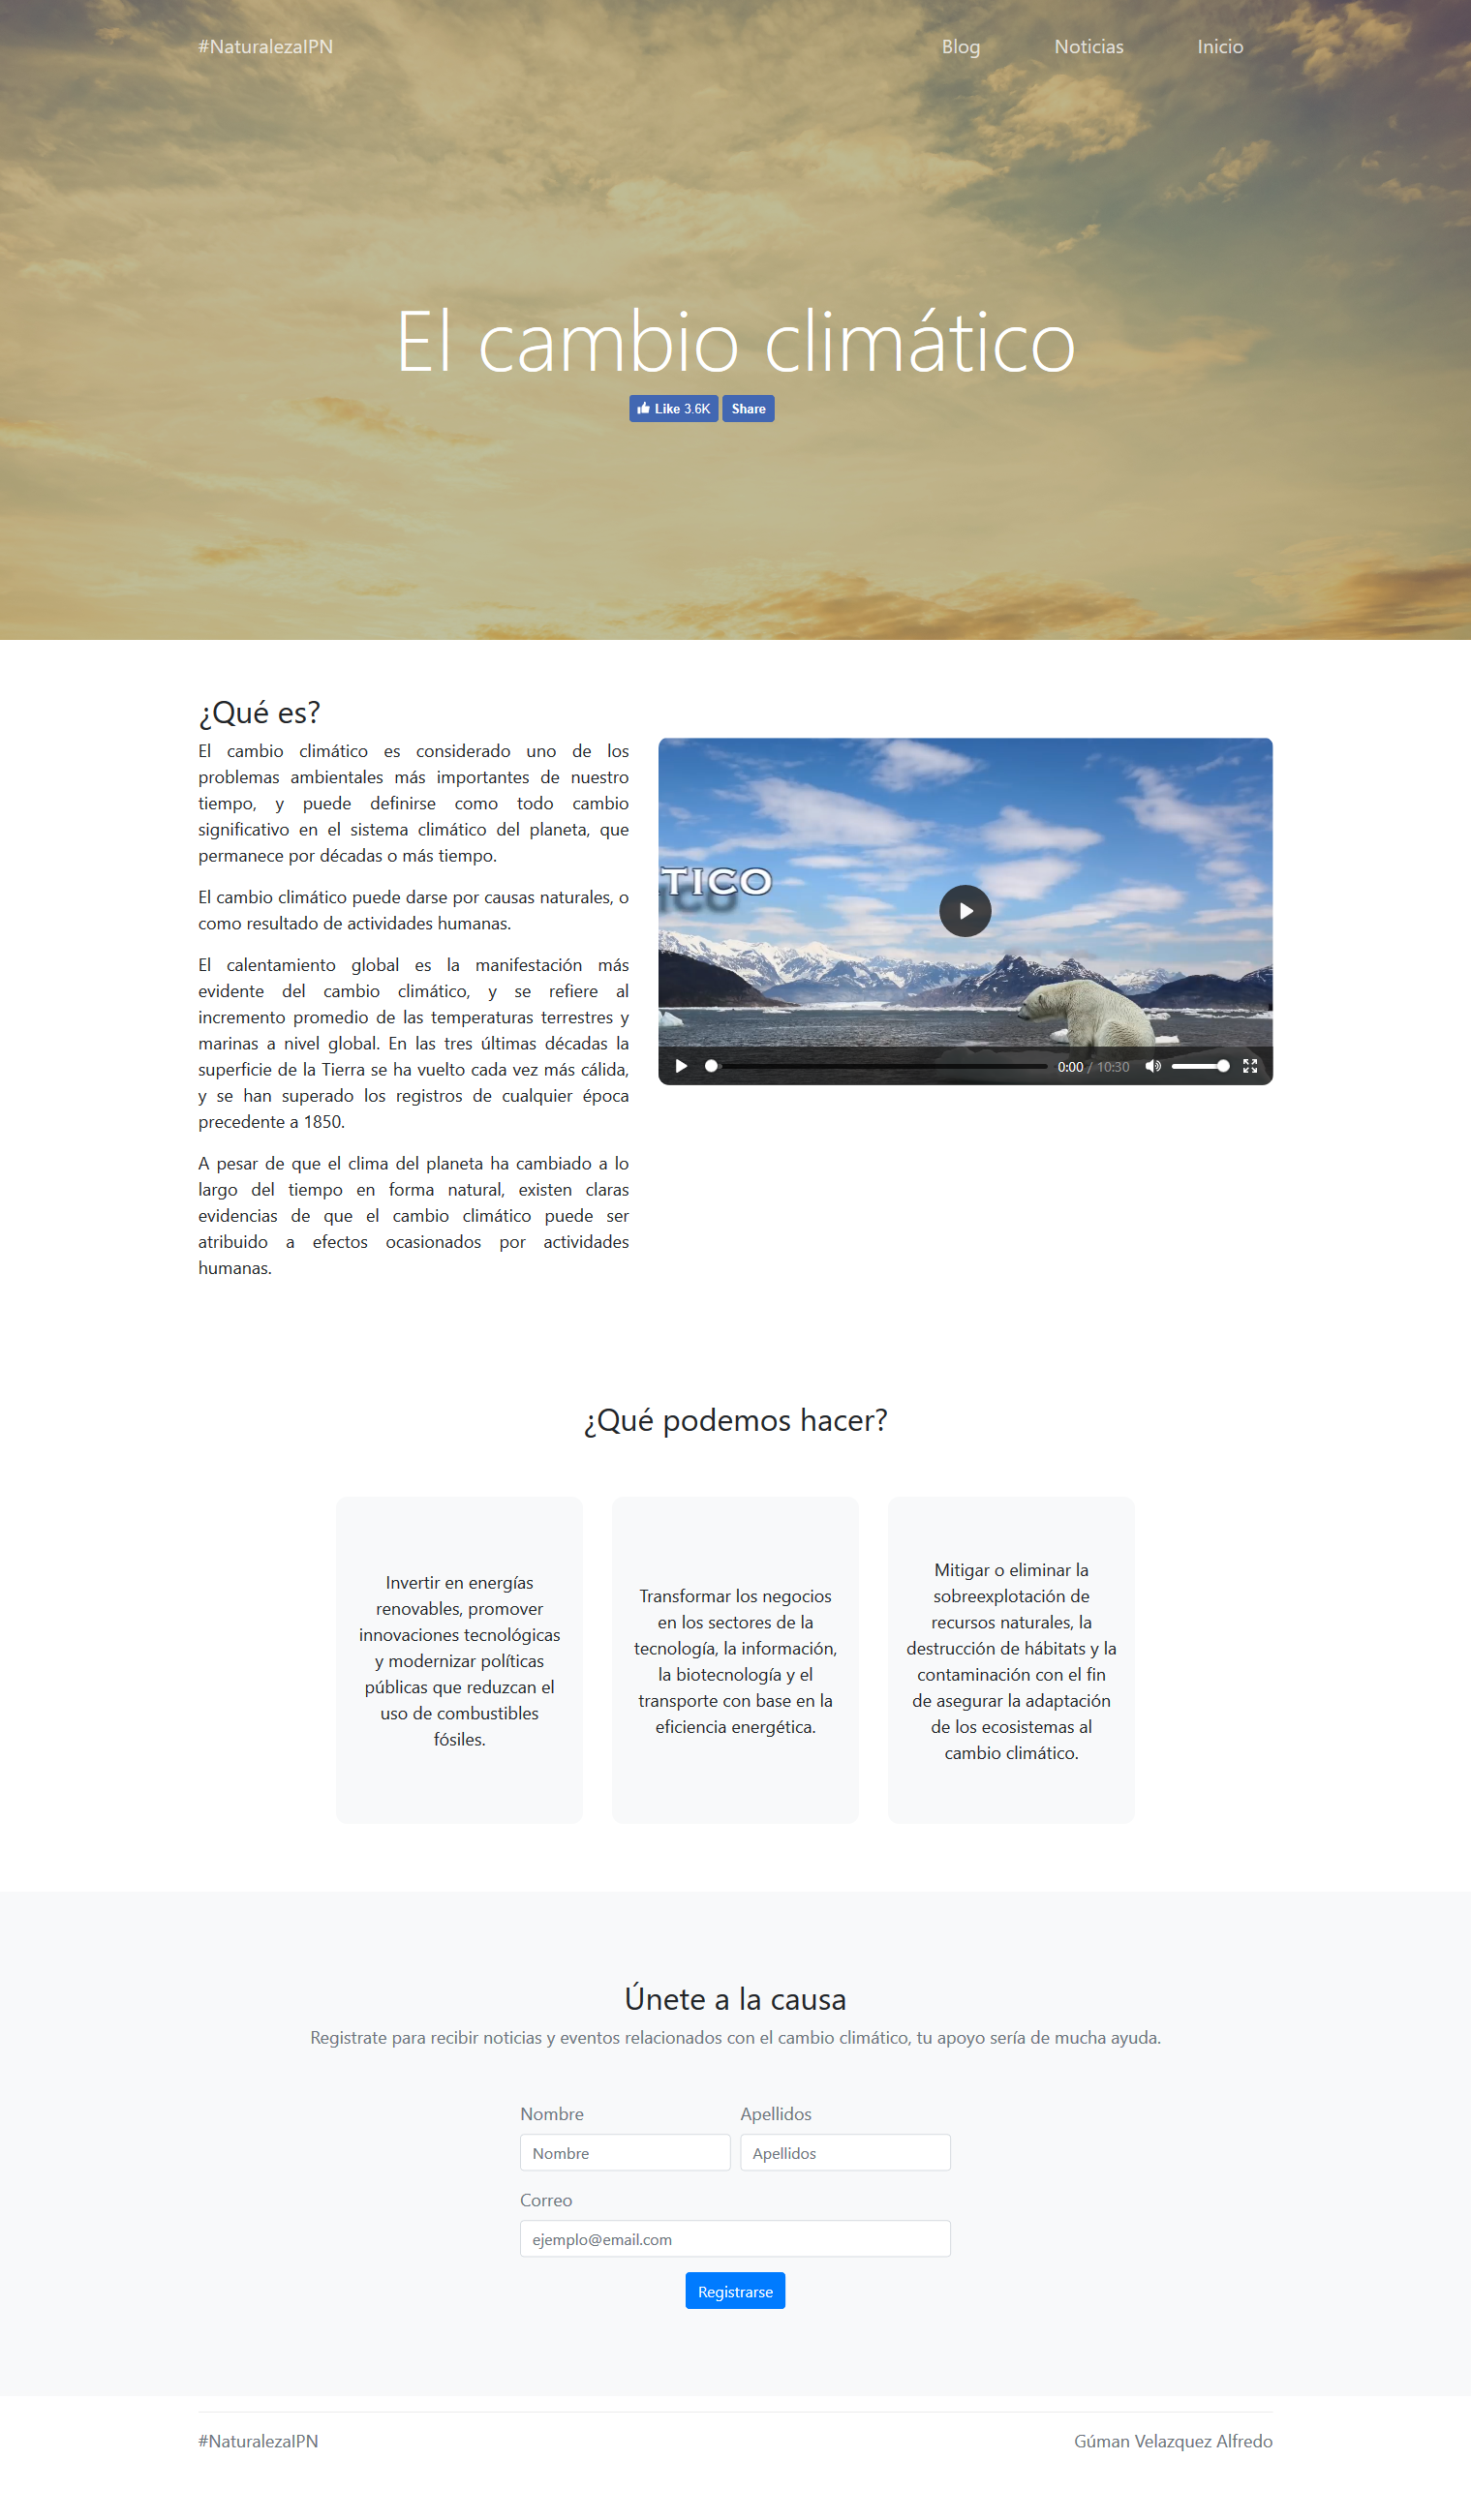 #NaturalezaIPN Blog Noticias Inicio
El cambio climático
Like 3.6K Share
¿Qué es?
El cambio climático es considerado uno de los
problemas ambientales más importantes de nuestro
tiempo, y puede definirse como todo cambio
significativo en el sistema climático del planeta, que
permanece por décadas o más tiempo.
El cambio climático puede darse por causas naturales, o
como resultado de actividades humanas.
El calentamiento global es la manifestación más
evidente del cambio climático, y se refiere al
incremento promedio de las temperaturas terrestres y
marinas a nivel global. En las tres últimas décadas la
superficie de la Tierra se ha vuelto cada vez más cálida,
y se han superado los registros de cualquier época
precedente a 1850.
A pesar de que el clima del planeta ha cambiado a lo
largo del tiempo en forma natural, existen claras
evidencias de que el cambio climático puede ser
atribuido a efectos ocasionados por actividades
humanas.
TICO
0:00 / 10:30
¿Qué podemos hacer?
Invertir en energías
renovables, promover
innovaciones tecnológicas
y modernizar políticas
públicas que reduzcan el
uso de combustibles
fósiles.
Transformar los negocios
en los sectores de la
tecnología, la información,
la biotecnología y el
transporte con base en la
eficiencia energética.
Mitigar o eliminar la
sobreexplotación de
recursos naturales, la
destrucción de hábitats y la
contaminación con el fin
de asegurar la adaptación
de los ecosistemas al
cambio climático.
Únete a la causa
Registrate para recibir noticias y eventos relacionados con el cambio climático, tu apoyo sería de mucha ayuda.
Nombre Apellidos
Nombre Apellidos
Correo
ejemplo@email.com
Registrarse
#NaturalezaIPN Gúman Velazquez Alfredo